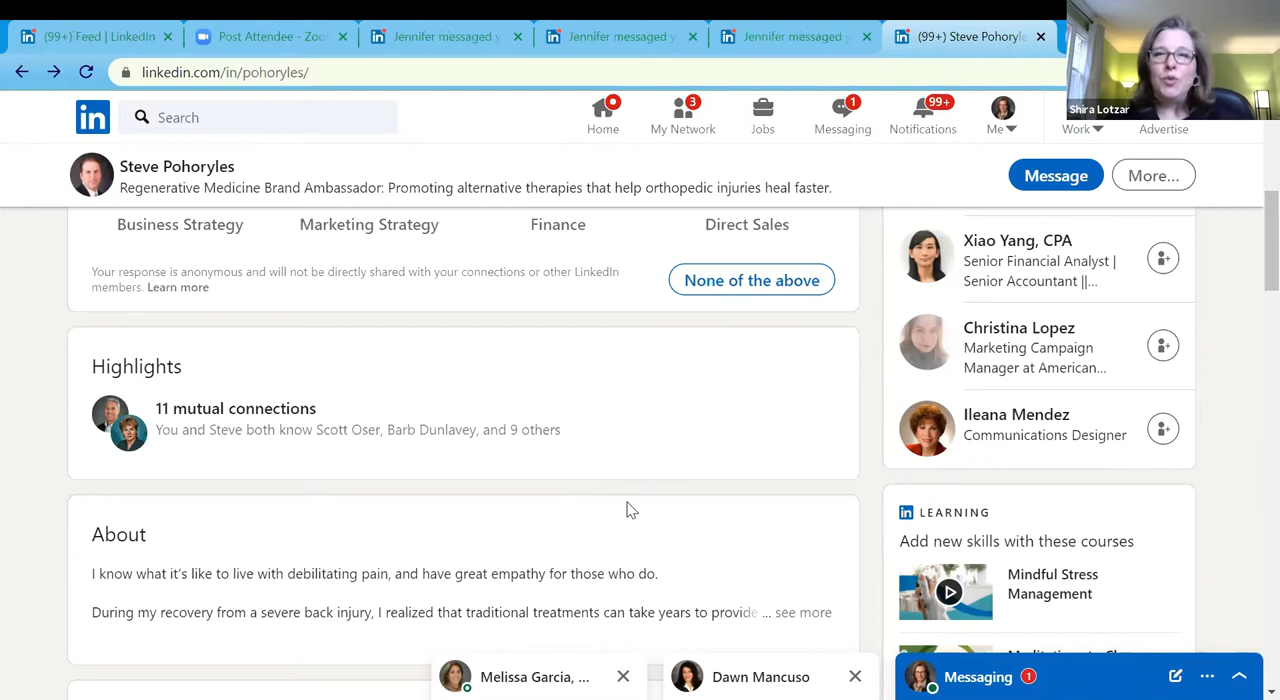 (99+) Feed | LinkedIn
Post Attendee - Zoo
Jennifer messaged y
Jennifer messaged y
Jennifer messaged y
(99+) Steve Pohoryle
linkedin.com/in/pohoryles/
Shira Lotzar
in
Search
Home
3
My Network
Jobs
1
Messaging
99+
Notifications
Me
Work
Advertise
Steve Pohoryles
Regenerative Medicine Brand Ambassador: Promoting alternative therapies that help orthopedic injuries heal faster.
Message
More...
Business Strategy
Marketing Strategy
Finance
Direct Sales
Your response is anonymous and will not be directly shared with your connections or other LinkedIn
members. Learn more
None of the above
Highlights
11 mutual connections
You and Steve both know Scott Oser, Barb Dunlavey, and 9 others
About
I know what it's like to live with debilitating pain, and have great empathy for those who do.
During my recovery from a severe back injury, I realized that traditional treatments can take years to provide ... see more
Xiao Yang, CPA
Senior Financial Analyst |
Senior Accountant ||...
Christina Lopez
Marketing Campaign
Manager at American...
Ileana Mendez
Communications Designer
in LEARNING
Add new skills with these courses
Mindful Stress
Management
Melissa Garcia, ...
Dawn Mancuso
Messaging 1